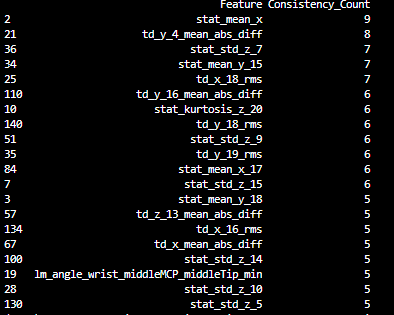 Feature Consistency_Count
2 stat_mean_x 9
21 td_y_4_mean_abs_diff 8
36 stat_std_z_7 7
34 stat_mean_y_15 7
25 td_x_18_rms 7
110 td_y_16_mean_abs_diff 6
10 stat_kurtosis_z_20 6
140 td_y_18_rms 6
51 stat_std_z_9 6
35 td_y_19_rms 6
84 stat_mean_x_17 6
7 stat_std_z_15 6
3 stat_mean_y_18 5
57 td_z_13_mean_abs_diff 5
134 td_x_16_rms 5
67 td_x_mean_abs_diff 5
100 stat_std_z_14 5
19 lm_angle_wrist_middleMCP_middleTip_min 5
28 stat_std_z_10 5
130 stat_std_z_5 5